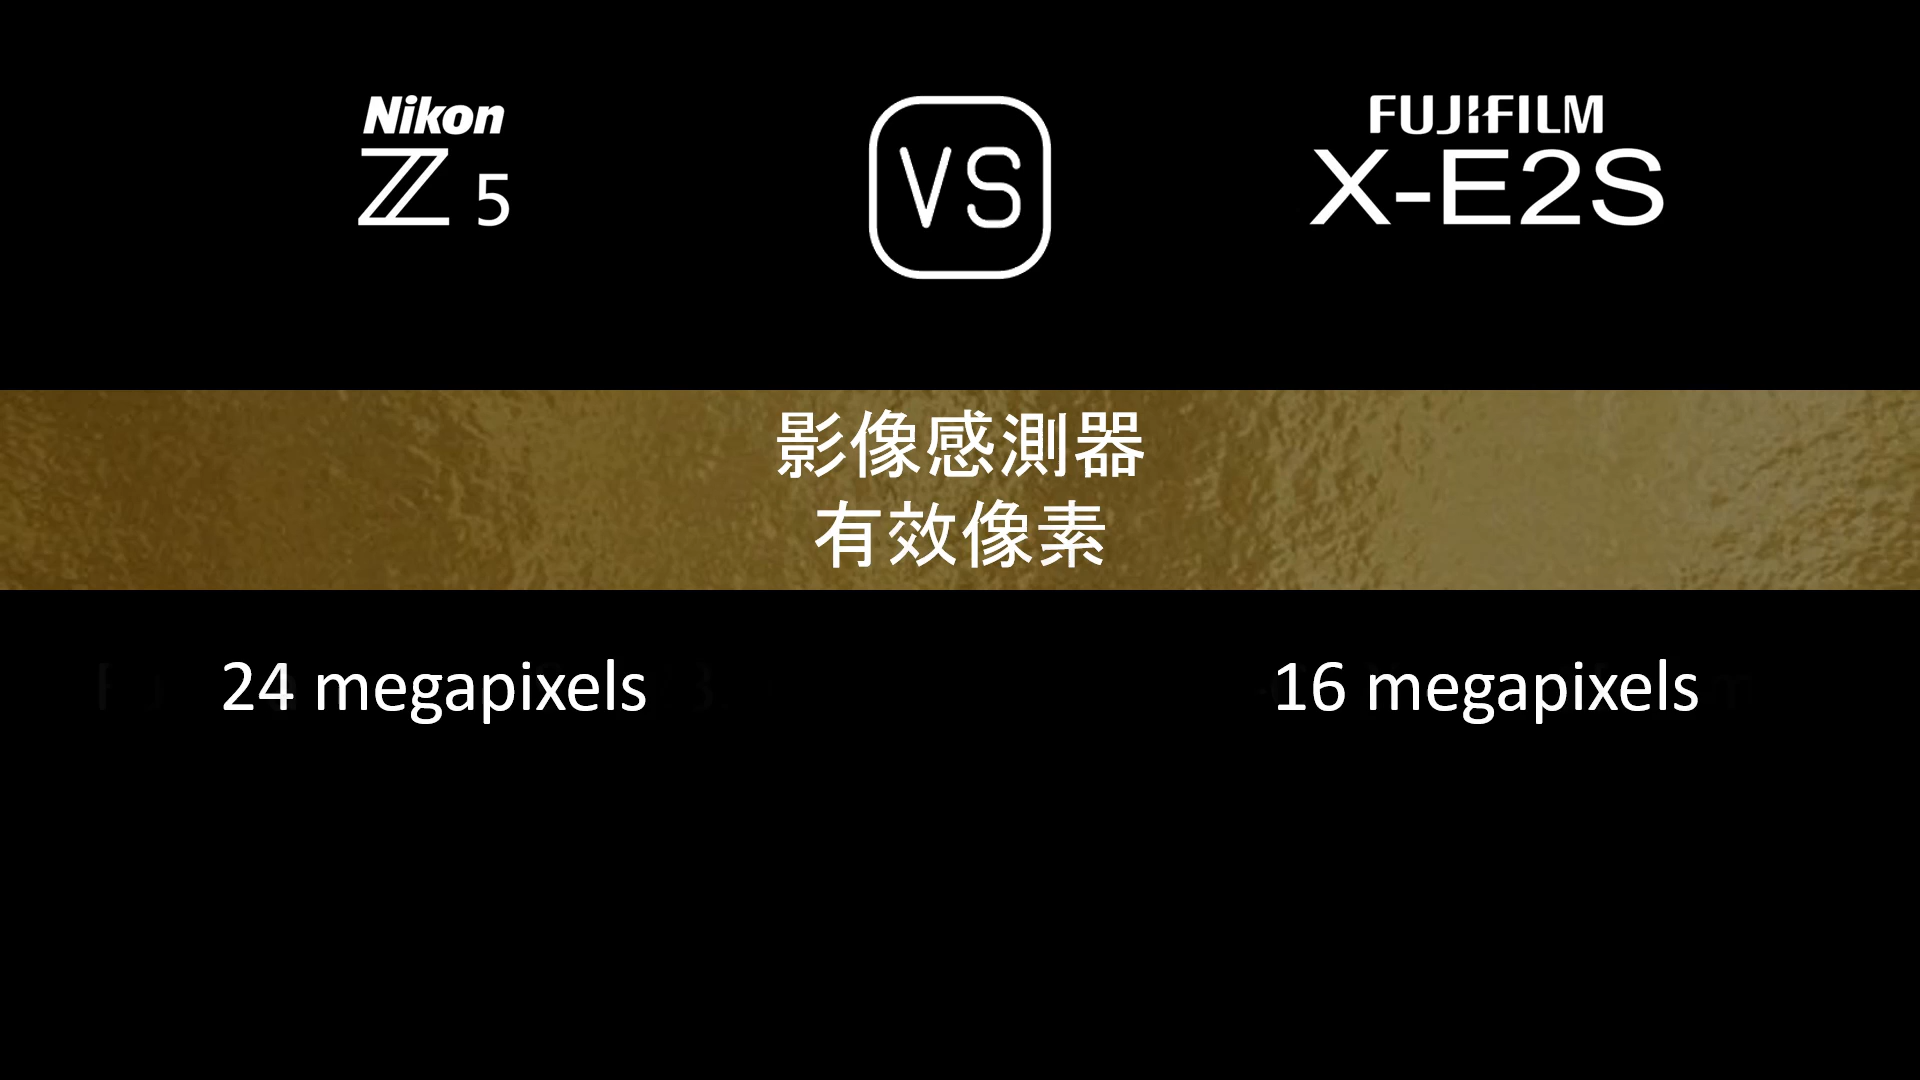 Nikon
Z 5
VS
FUJIFILM
X-E2S
影像感測器
有效像素
24 megapixels
16 megapixels